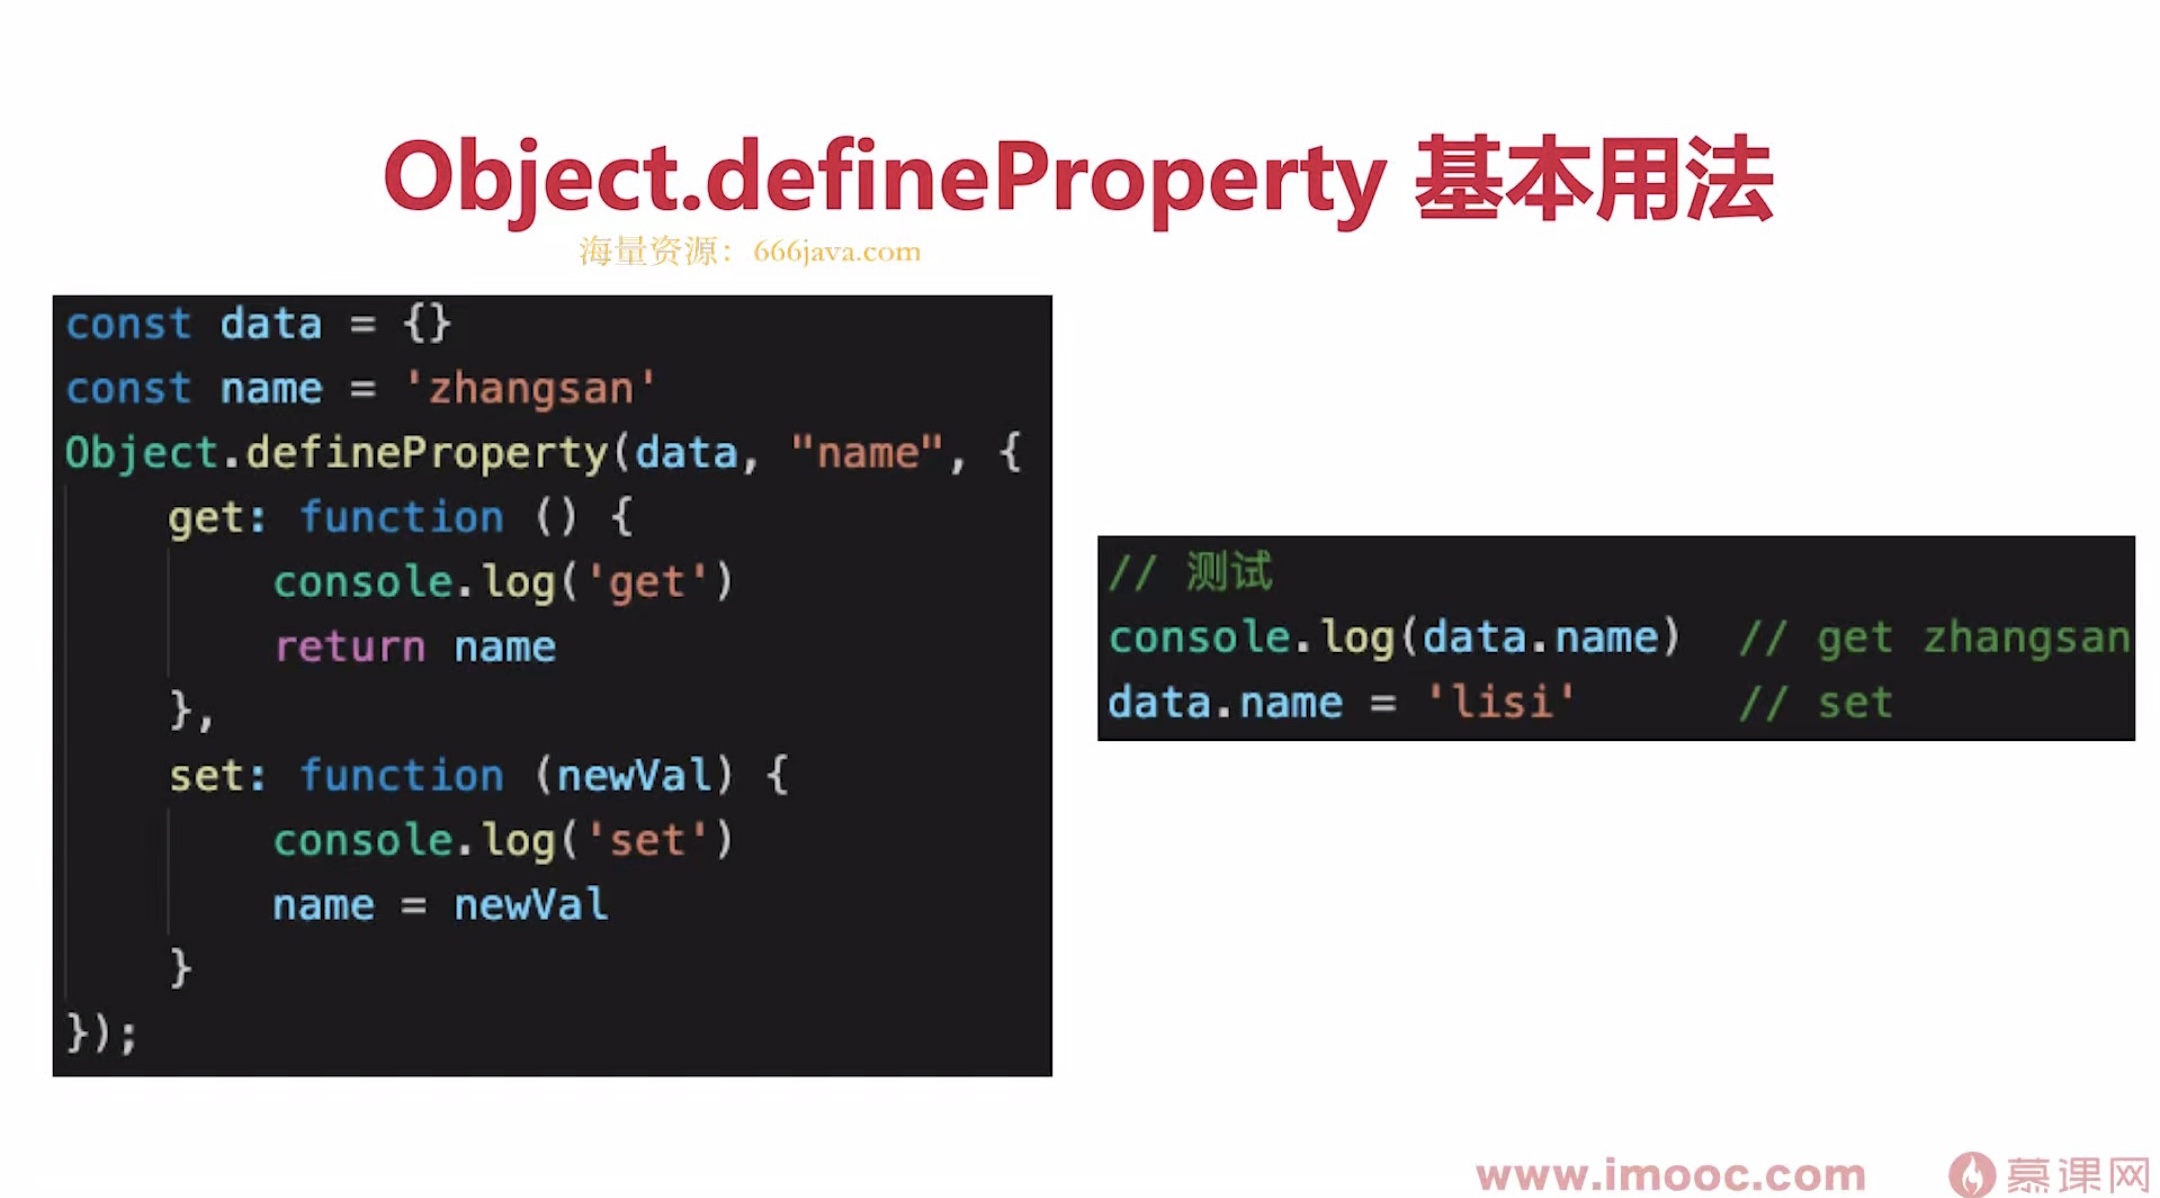 Object.defineProperty 基本用法
海量资源：666java.com
const data = {}
const name = 'zhangsan'
Object.defineProperty(data, "name", {
    get: function () {
        console.log('get')
        return name
    },
    set: function (newVal) {
        console.log('set')
        name = newVal
    }
});
// 测试
console.log(data.name)  // get zhangsan
data.name = 'lisi'      // set
www.imooc.com 慕课网